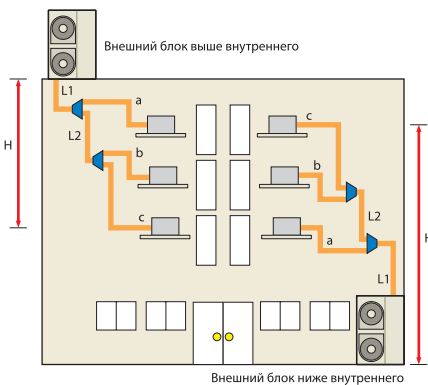 Внешний блок выше внутреннего
L1
a
c
H
L2
b
b
c
L2
a
H
L1
Внешний блок ниже внутреннего